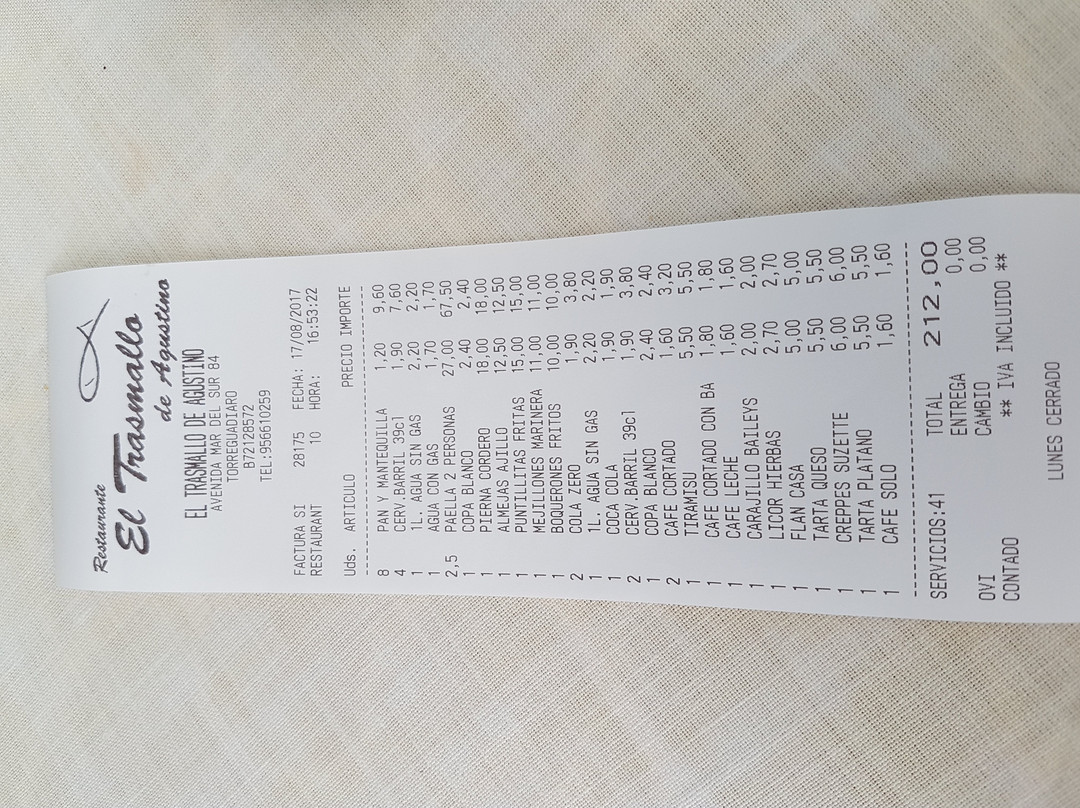 Restaurante
El Trasmallo
de Agustino
EL TRASMALLO DE AGUSTINO
AVENIDA MAR DEL SUR 84
TORREGUADIARO
B72128572
TEL:956610259
FACTURA SI 28175 FECHA: 17/08/2017
RESTAURANT 10 HORA: 16:53:22
Uds. ARTICULO PRECIO IMPORTE
8 PAN Y MANTEQUILLA 1,20 9,60
4 CERV.BARRIL 39cl 1,90 7,60
1 1L. AGUA SIN GAS 2,20 2,20
1 AGUA CON GAS 1,70 1,70
2,5 PAELLA 2 PERSONAS 27,00 67,50
1 COPA BLANCO 2,40 2,40
1 PIERNA CORDERO 18,00 18,00
1 ALMEJAS AJILLO 12,50 12,50
1 PUNTILLITAS FRITAS 15,00 15,00
1 MEJILLONES MARINERA 11,00 11,00
1 BOQUERONES FRITOS 10,00 10,00
2 COLA ZERO 1,90 3,80
1 1L. AGUA SIN GAS 2,20 2,20
1 COCA COLA 1,90 1,90
2 CERV.BARRIL 39cl 1,90 3,80
1 COPA BLANCO 2,40 2,40
2 CAFE CORTADO 1,60 3,20
1 TIRAMISU 5,50 5,50
1 CAFE CORTADO CON BA 1,80 1,80
1 CAFE LECHE 1,60 1,60
1 CARAJILLO BAILEYS 2,00 2,00
1 LICOR HIERBAS 2,70 2,70
1 FLAN CASA 5,00 5,00
1 TARTA QUESO 5,50 5,50
1 CREPPES SUZETTE 6,00 6,00
1 TARTA PLATANO 5,50 5,50
1 CAFE SOLO 1,60 1,60
SERVICIOS:41 TOTAL 212,00
ENTREGA 0,00
OVI CAMBIO 0,00
CONTADO ** IVA INCLUIDO **
LUNES CERRADO